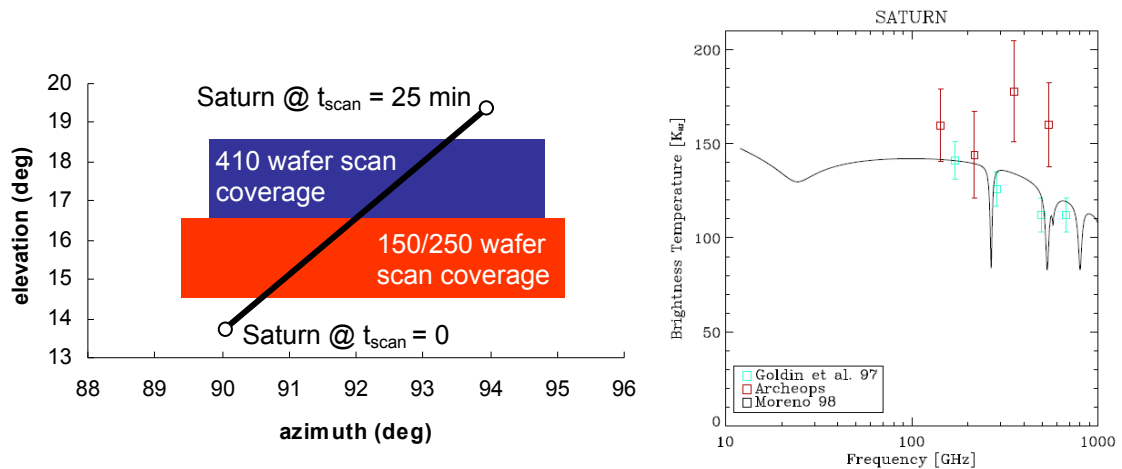 20
19
18
17
16
15
14
13
elevation (deg)
Saturn @ tscan = 25 min
410 wafer scan
coverage
150/250 wafer
scan coverage
Saturn @ tscan = 0
88 89 90 91 92 93 94 95 96
azimuth (deg)
SATURN
200
150
100
50
0
Brightness Temperature [KRJ]
Goldin et al. 97
Archeops
Moreno 98
10 100 1000
Frequency [GHz]